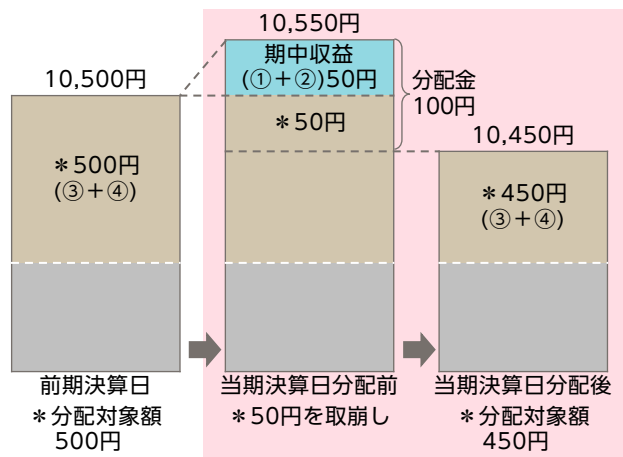 10,500円
＊500円
(③＋④)
前期決算日
＊分配対象額
500円
10,550円
期中収益
(①＋②)50円
＊50円
分配金
100円
当期決算日分配前
＊50円を取崩し
10,450円
＊450円
(③＋④)
当期決算日分配後
＊分配対象額
450円